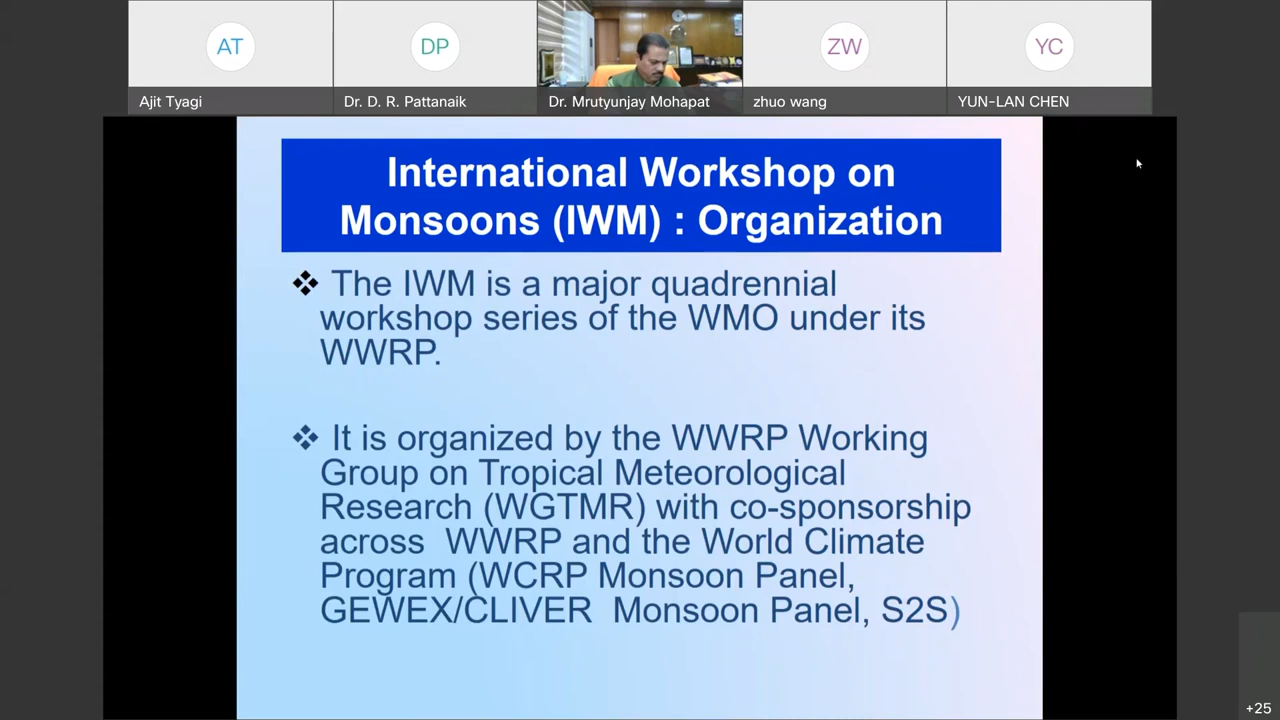 AT
DP
ZW
YC
Ajit Tyagi
Dr. D. R. Pattanaik
Dr. Mrutyunjay Mohapat
zhuo wang
YUN-LAN CHEN
International Workshop on
Monsoons (IWM) : Organization
❖ The IWM is a major quadrennial
workshop series of the WMO under its
WWRP.
❖ It is organized by the WWRP Working
Group on Tropical Meteorological
Research (WGTMR) with co-sponsorship
across WWRP and the World Climate
Program (WCRP Monsoon Panel,
GEWEX/CLIVER Monsoon Panel, S2S)
+25